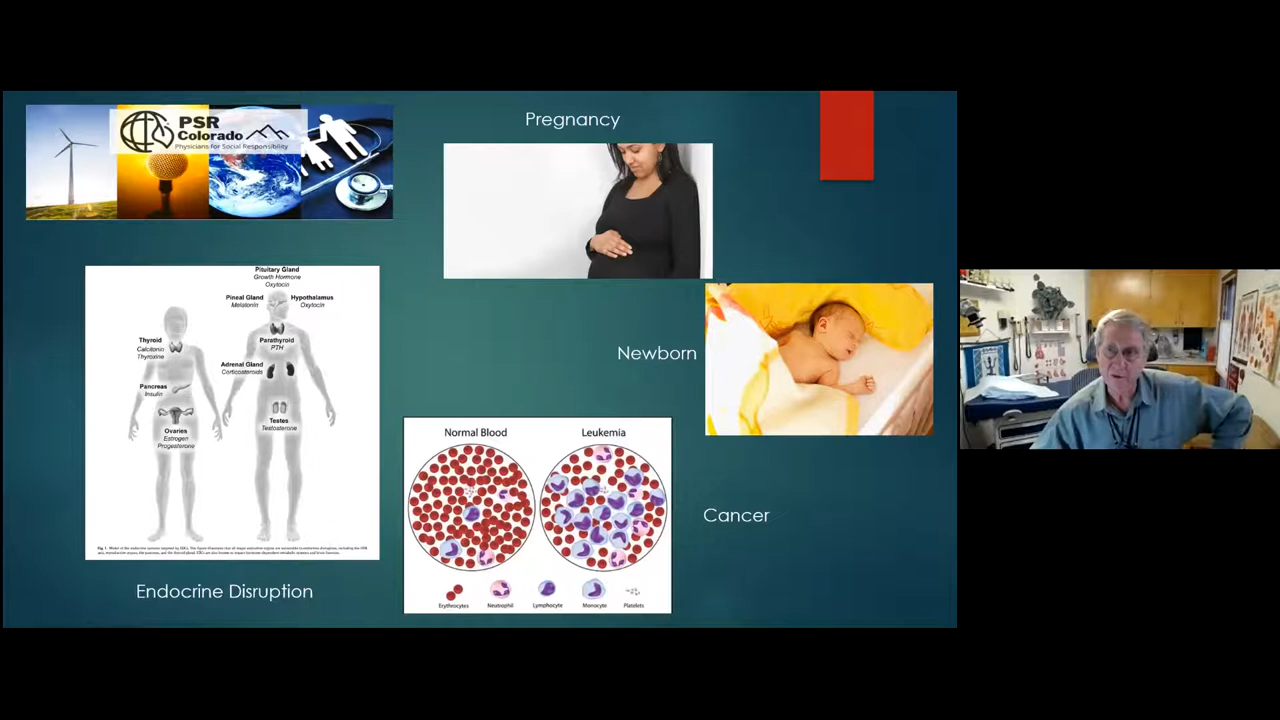 PSR
Colorado
Physicians for Social Responsibility
Pregnancy
Pituitary Gland
Growth Hormone
Oxytocin
Pineal Gland
Melatonin
Hypothalamus
Oxytocin
Thyroid
Calcitonin
Thyroxine
Parathyroid
PTH
Adrenal Gland
Corticosteroids
Pancreas
Insulin
Ovaries
Estrogen
Progesterone
Testes
Testosterone
Endocrine Disruption
Newborn
Normal Blood
Leukemia
Erythrocytes
Neutrophil
Lymphocyte
Monocyte
Platelets
Cancer